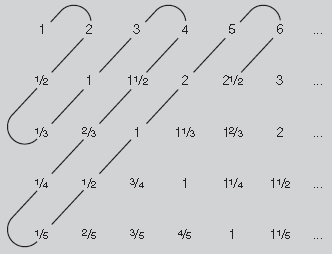 1 2 3 4 5 6 ...
½ 1 1½ 2 2½ 3 ...
⅓ ⅔ 1 1⅓ 1⅔ 2 ...
¼ ½ ¾ 1 1¼ 1½ ...
⅕ ⅖ ⅗ ⅘ 1 1⅕ ...